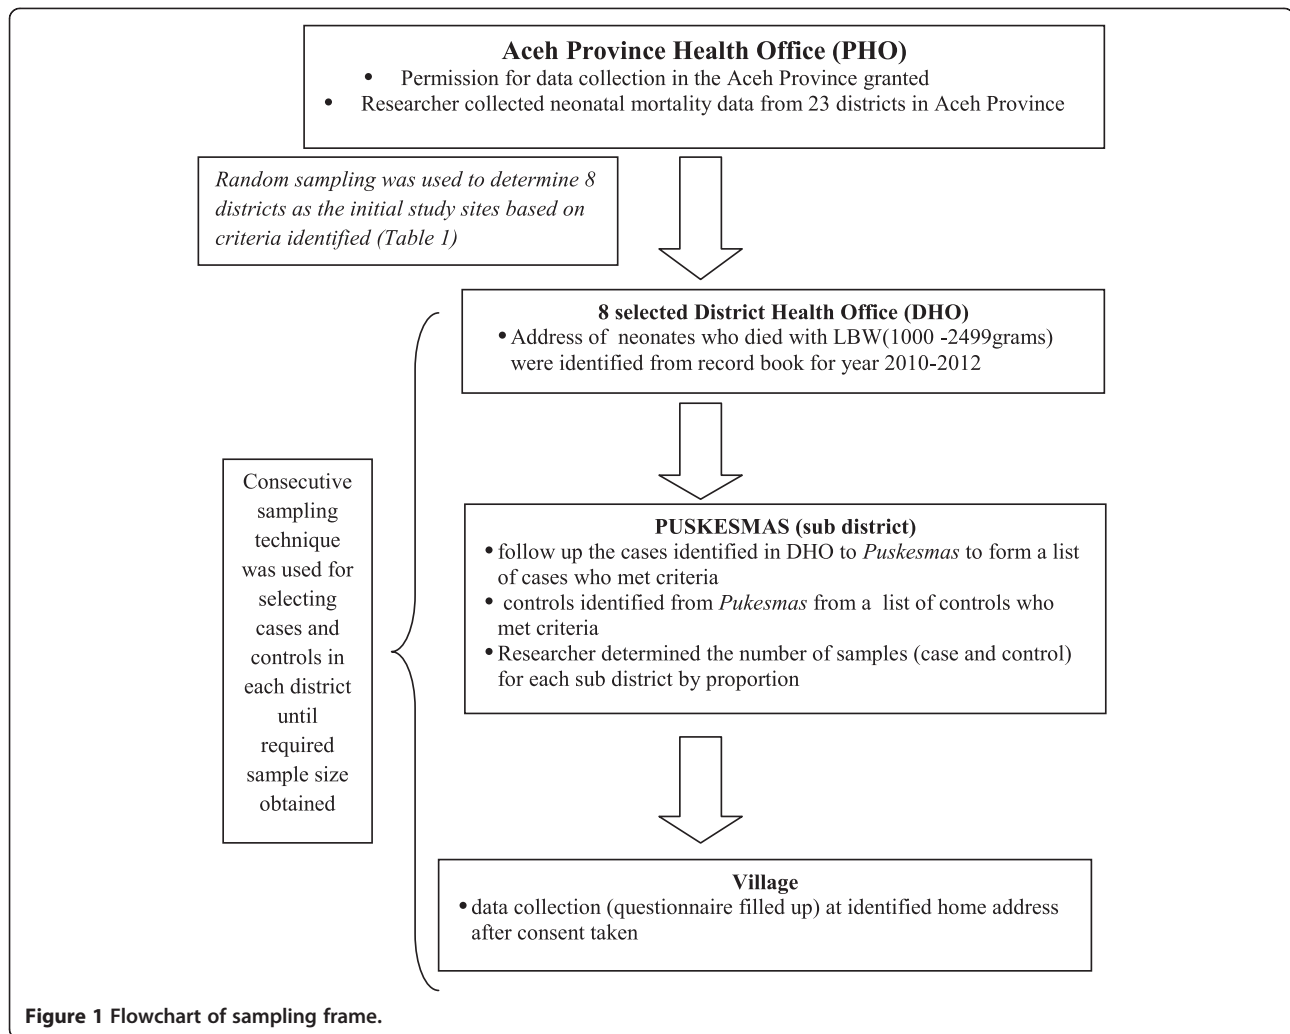 Aceh Province Health Office (PHO)
• Permission for data collection in the Aceh Province granted
• Researcher collected neonatal mortality data from 23 districts in Aceh Province
Random sampling was used to determine 8
districts as the initial study sites based on
criteria identified (Table 1)
8 selected District Health Office (DHO)
• Address of neonates who died with LBW(1000 -2499grams)
were identified from record book for year 2010-2012
Consecutive
sampling
technique
was used for
selecting
cases and
controls in
each district
until
required
sample size
obtained
PUSKESMAS (sub district)
• follow up the cases identified in DHO to Puskesmas to form a list
of cases who met criteria
• controls identified from Pukesmas from a list of controls who
met criteria
• Researcher determined the number of samples (case and control)
for each sub district by proportion
Village
• data collection (questionnaire filled up) at identified home address
after consent taken
Figure 1 Flowchart of sampling frame.